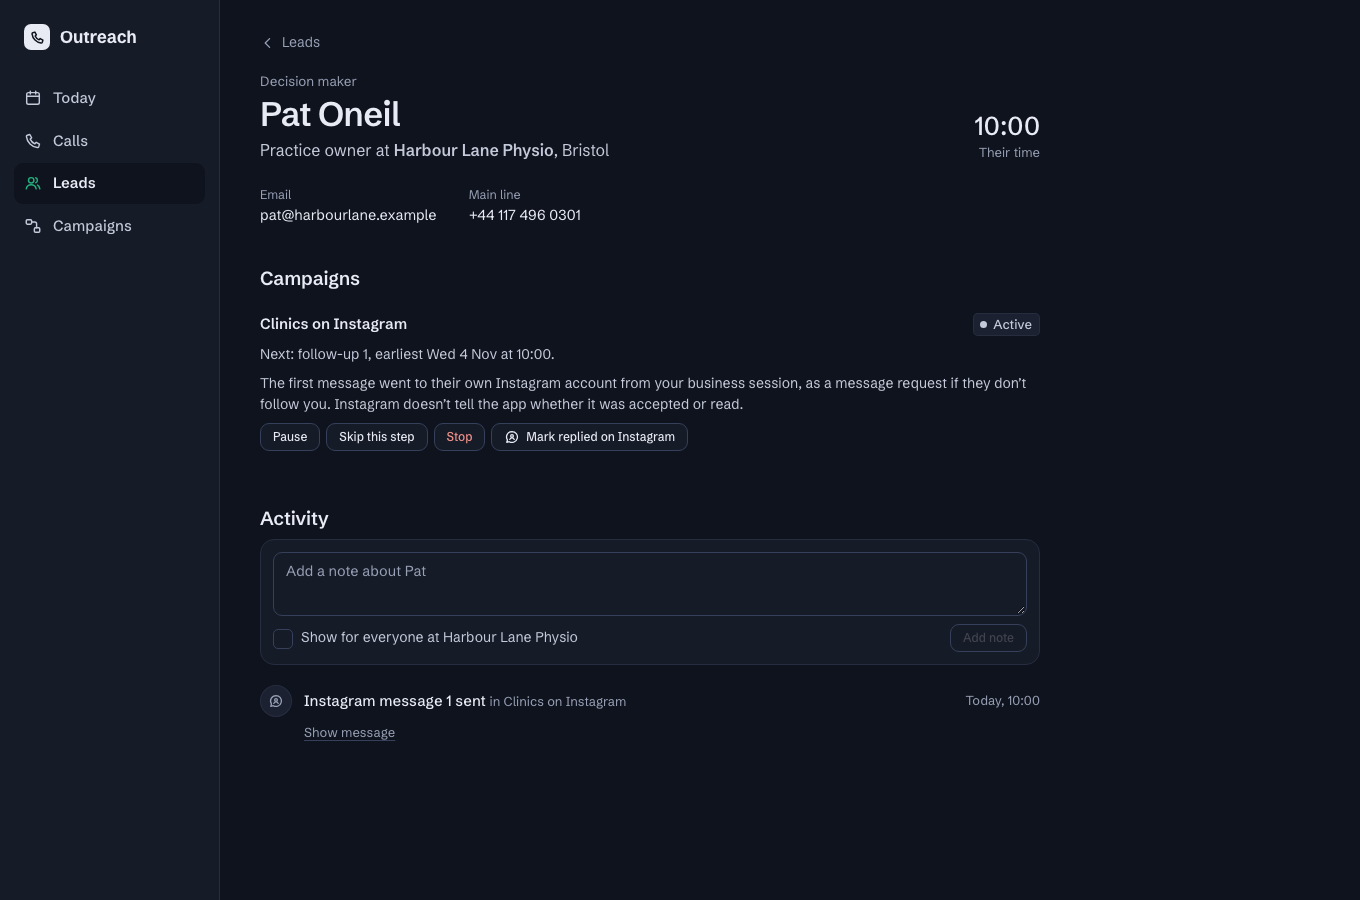 Outreach
Today
Calls
Leads
Campaigns
Leads
Decision maker
Pat Oneil
Practice owner at Harbour Lane Physio, Bristol
10:00
Their time
Email
pat@harbourlane.example
Main line
+44 117 496 0301
Campaigns
Clinics on Instagram
Active
Next: follow-up 1, earliest Wed 4 Nov at 10:00.
The first message went to their own Instagram account from your business session, as a message request if they don’t
follow you. Instagram doesn’t tell the app whether it was accepted or read.
Pause
Skip this step
Stop
Mark replied on Instagram
Activity
Add a note about Pat
Show for everyone at Harbour Lane Physio
Add note
Instagram message 1 sent in Clinics on Instagram
Today, 10:00
Show message